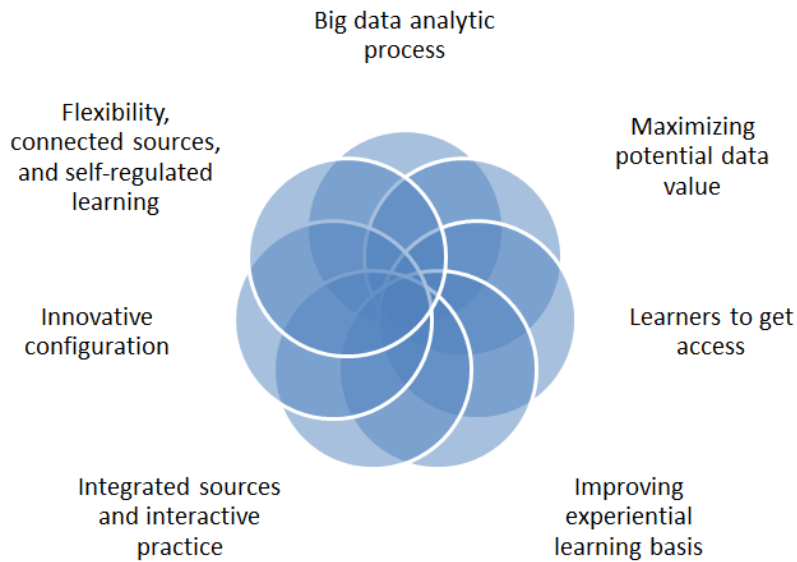 Big data analytic
process
Maximizing
potential data
value
Learners to get
access
Improving
experiential
learning basis
Integrated sources
and interactive
practice
Innovative
configuration
Flexibility,
connected sources,
and self-regulated
learning